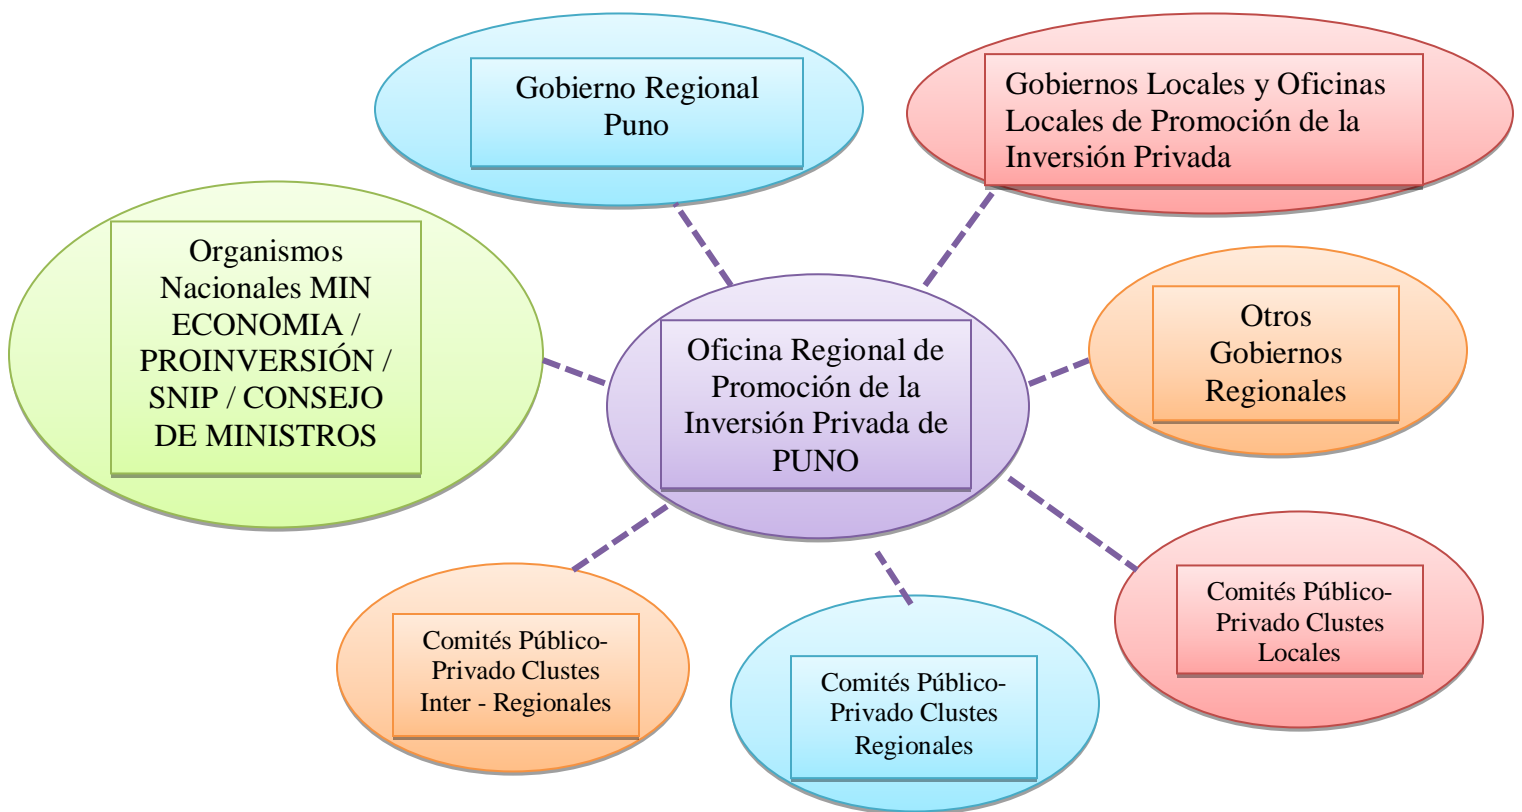 Gobierno Regional
Puno
Gobiernos Locales y Oficinas
Locales de Promoción de la
Inversión Privada
Organismos
Nacionales MIN
ECONOMIA /
PROINVERSIÓN /
SNIP / CONSEJO
DE MINISTROS
Oficina Regional de
Promoción de la
Inversión Privada de
PUNO
Otros
Gobiernos
Regionales
Comités Público-
Privado Clustes
Inter - Regionales
Comités Público-
Privado Clustes
Regionales
Comités Público-
Privado Clustes
Locales